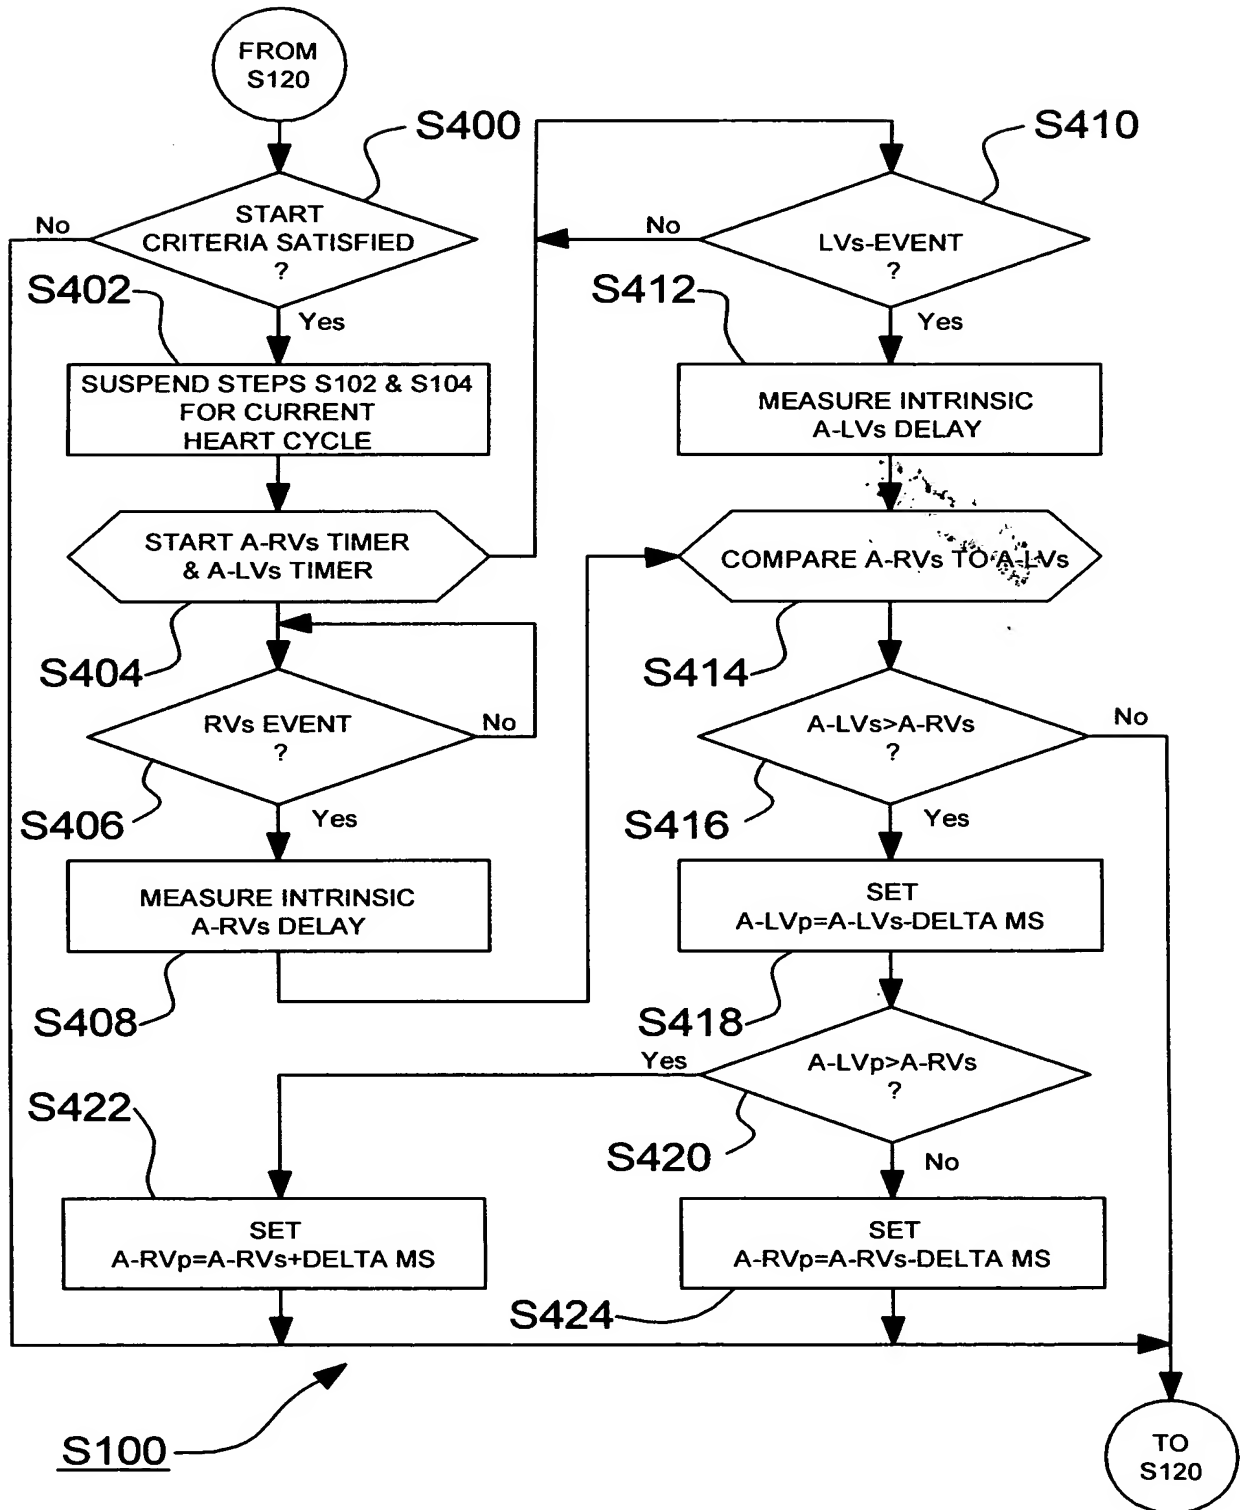 FROM
S120
S400
No
START
CRITERIA SATISFIED
?
Yes
S402
SUSPEND STEPS S102 & S104
FOR CURRENT
HEART CYCLE
START A-RVs TIMER
& A-LVs TIMER
S404
RVs EVENT
?
No
S406
Yes
MEASURE INTRINSIC
A-RVs DELAY
S408
S410
LVs-EVENT
?
No
Yes
S412
MEASURE INTRINSIC
A-LVs DELAY
COMPARE A-RVs TO A-LVs
S414
A-LVs>A-RVs
?
No
S416
Yes
SET
A-LVp=A-LVs-DELTA MS
S418
A-LVp>A-RVs
?
Yes
S420
No
S422
SET
A-RVp=A-RVs+DELTA MS
SET
A-RVp=A-RVs-DELTA MS
S424
S100
TO
S120